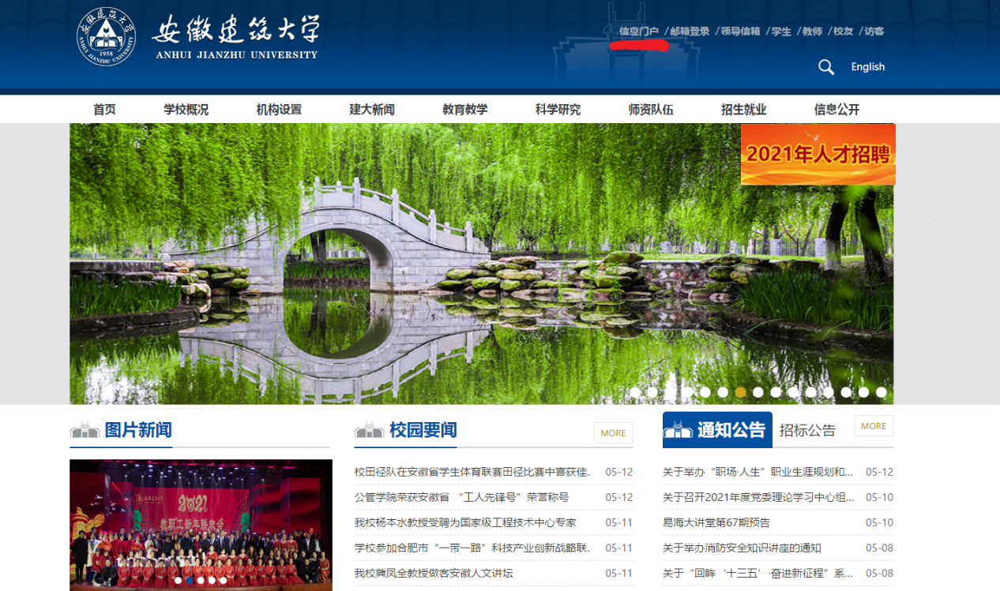 安徽建筑大学
ANHUI JIANZHU UNIVERSITY
1958
信息门户 /邮箱登录 /领导信箱 /学生 /教师 /校友 /访客
English
首页 学校概况 机构设置 建大新闻 教育教学 科学研究 师资队伍 招生就业 信息公开
2021年人才招聘
图片新闻
2021
教职工新年联欢会
校园要闻 MORE
校田径队在安徽省学生体育联赛田径比赛中喜获佳. 05-12
公管学院荣获安徽省 “工人先锋号”荣誉称号 05-12
我校杨本水教授受聘为国家级工程技术中心专家 05-11
学校参加合肥市“一带一路”科技产业创新战略联. 05-11
我校冀凤全教授做客安徽人文讲坛 05-11
通知公告 招标公告 MORE
关于举办“职场·人生”职业生涯规划和... 05-12
关于召开2021年度党委理论学习中心组... 05-10
易海大讲堂第67期预告 05-10
关于举办消防安全知识讲座的通知 05-08
关于“回眸‘十三五’·奋进新征程”系... 05-08